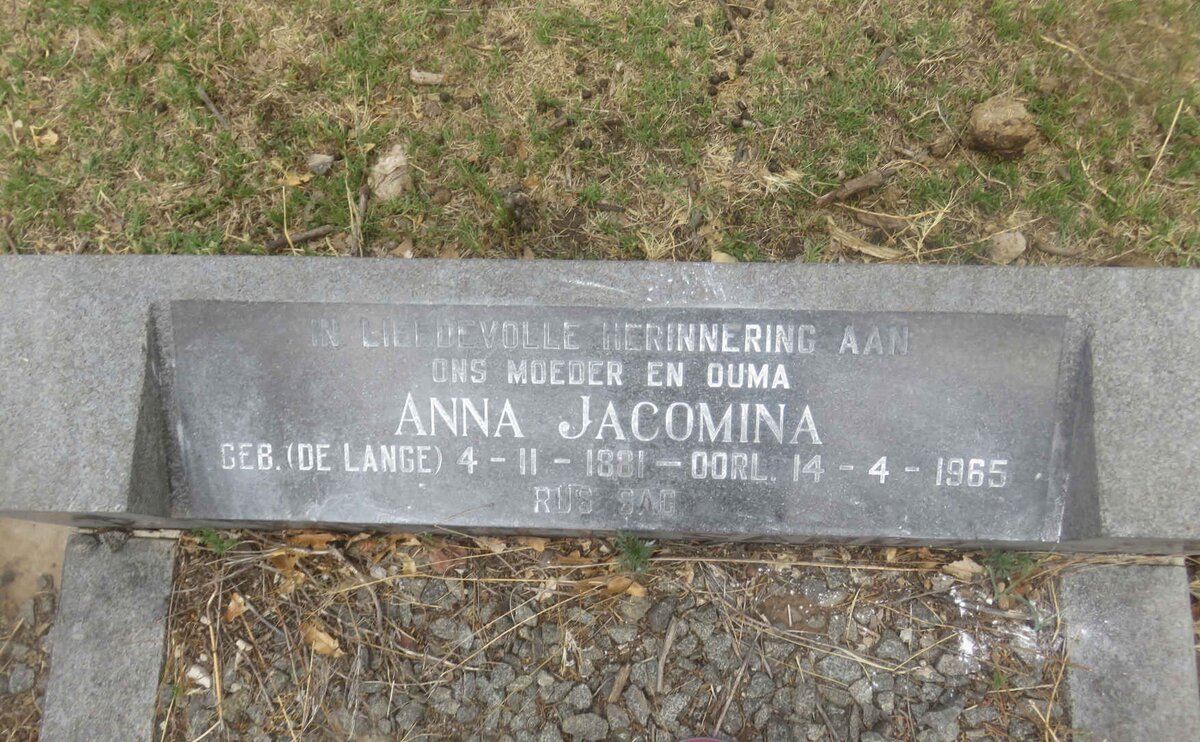 IN LIEFDEVOLLE HERINNERING AAN
ONS MOEDER EN OUMA
ANNA JACOMINA
GEB. (DE LANGE) 4 - 11 - 1881 - OORL. 14 - 4 - 1965
RUS SAG